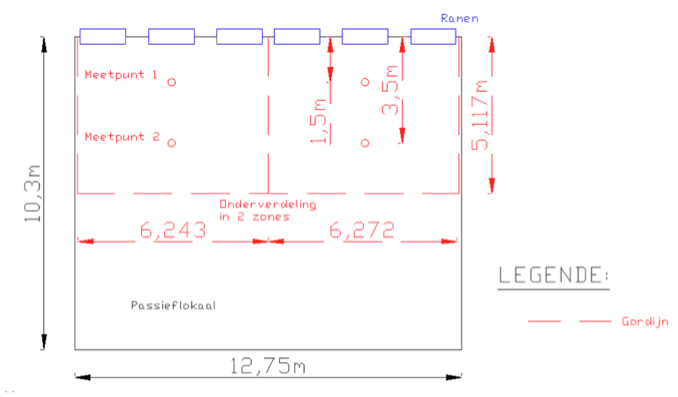 Ramen
Meetpunt 1
Meetpunt 2
1,5m
3,5m
5,117m
10,3m
Onderverdeling
in 2 zones
6,243
6,272
LEGENDE:
Passieflokaal
Gordijn
12,75m